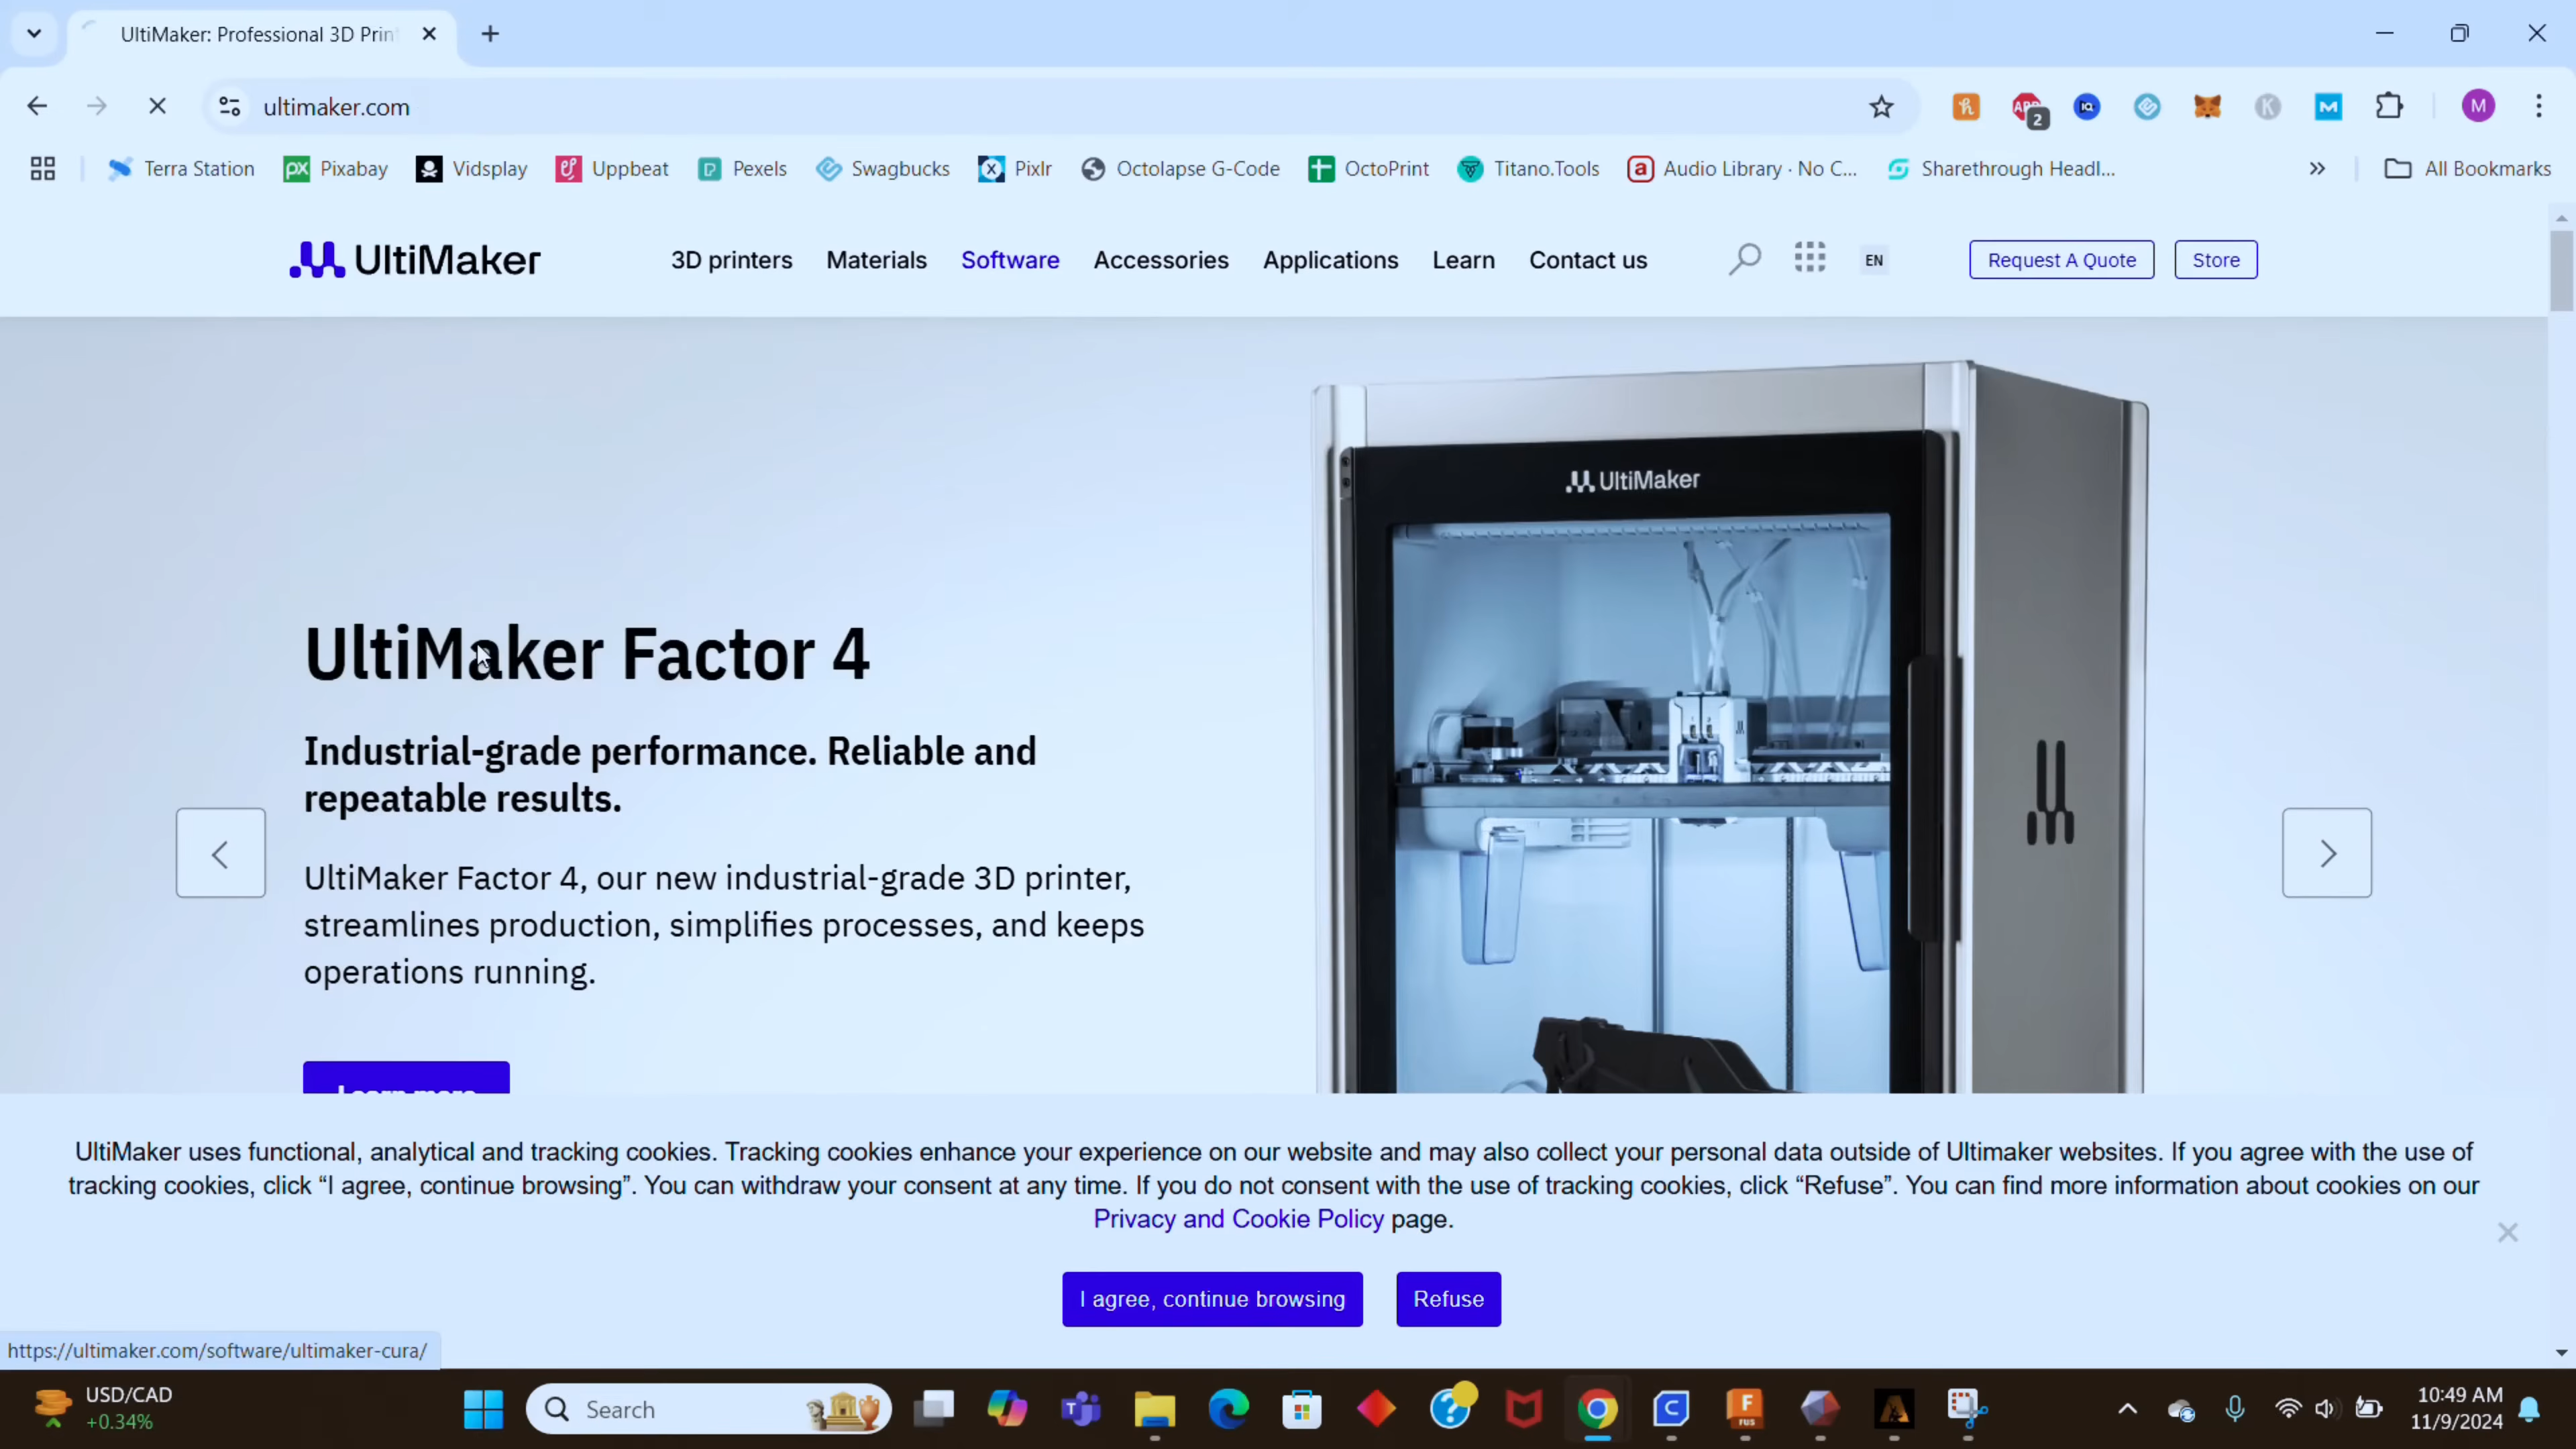 UltiMaker: Professional 3D Prin
ultimaker.com
2
M
Terra Station
Pixabay
Vidsplay
Uppbeat
Pexels
Swagbucks
Pixlr
Octolapse G-Code
OctoPrint
Titano.Tools
Audio Library · No C...
Sharethrough Headl...
All Bookmarks
UltiMaker
3D printers
Materials
Software
Accessories
Applications
Learn
Contact us
EN
Request A Quote
Store
UltiMaker
UltiMaker Factor 4
Industrial-grade performance. Reliable and
repeatable results.
UltiMaker Factor 4, our new industrial-grade 3D printer,
streamlines production, simplifies processes, and keeps
operations running.
Learn more
UltiMaker uses functional, analytical and tracking cookies. Tracking cookies enhance your experience on our website and may also collect your personal data outside of Ultimaker websites. If you agree with the use of
tracking cookies, click “I agree, continue browsing”. You can withdraw your consent at any time. If you do not consent with the use of tracking cookies, click “Refuse”. You can find more information about cookies on our
Privacy and Cookie Policy page.
I agree, continue browsing
Refuse
https://ultimaker.com/software/ultimaker-cura/
USD/CAD
+0.34%
Search
10:49 AM
11/9/2024